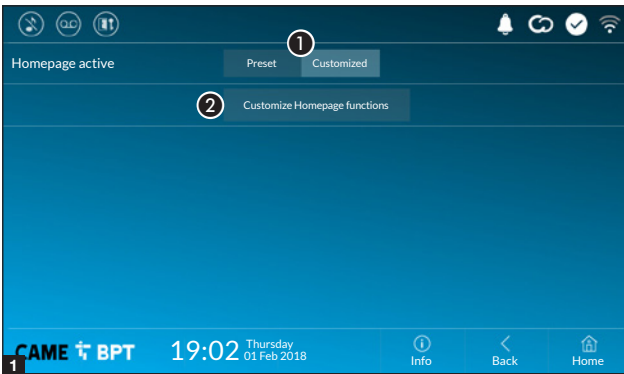 1
Homepage active
Preset
Customized
2
Customize Homepage functions
1
CAME BPT
19:02
Thursday
01 Feb 2018
Info
Back
Home